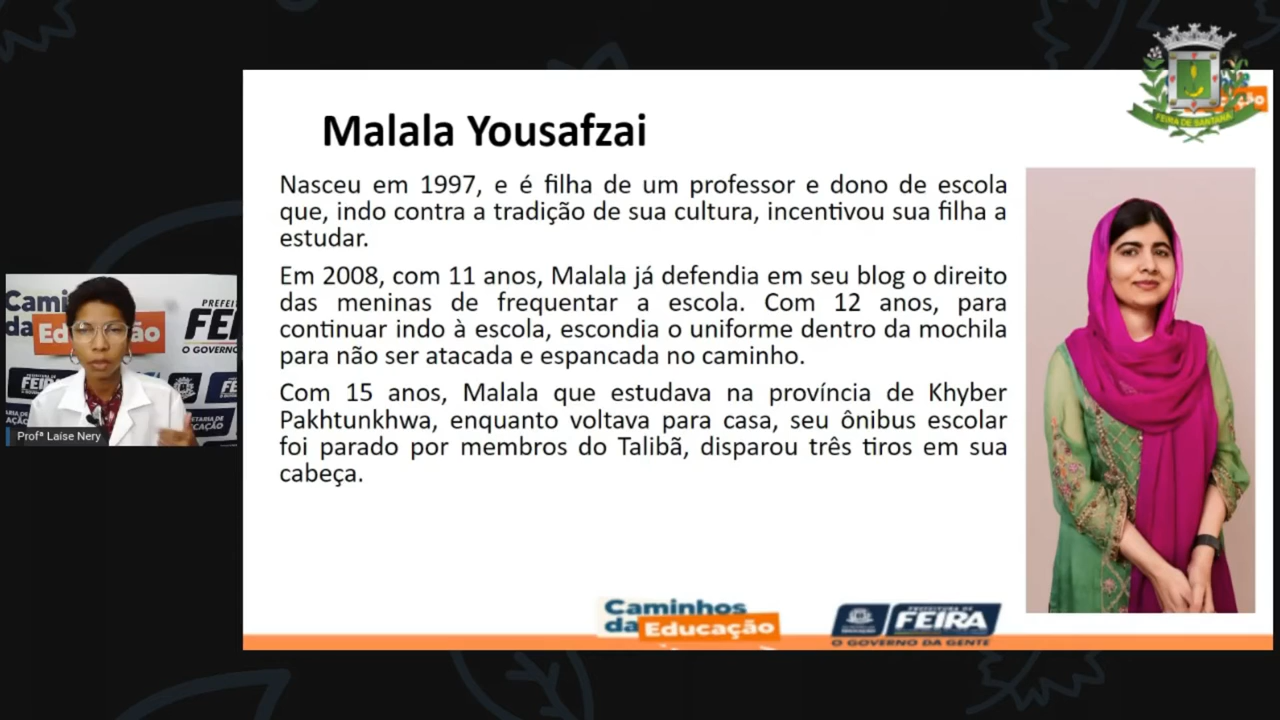 FEIRA DE SANTANA
Malala Yousafzai
Nasceu em 1997, e é filha de um professor e dono de escola
que, indo contra a tradição de sua cultura, incentivou sua filha a
estudar.
Em 2008, com 11 anos, Malala já defendia em seu blog o direito
das meninas de frequentar a escola. Com 12 anos, para
continuar indo à escola, escondia o uniforme dentro da mochila
para não ser atacada e espancada no caminho.
Com 15 anos, Malala que estudava na província de Khyber
Pakhtunkhwa, enquanto voltava para casa, seu ônibus escolar
foi parado por membros do Talibã, disparou três tiros em sua
cabeça.
Profª Laise Nery
Caminhos
da Educação
PREFEITURA DE
FEIRA
O GOVERNO DA GENTE